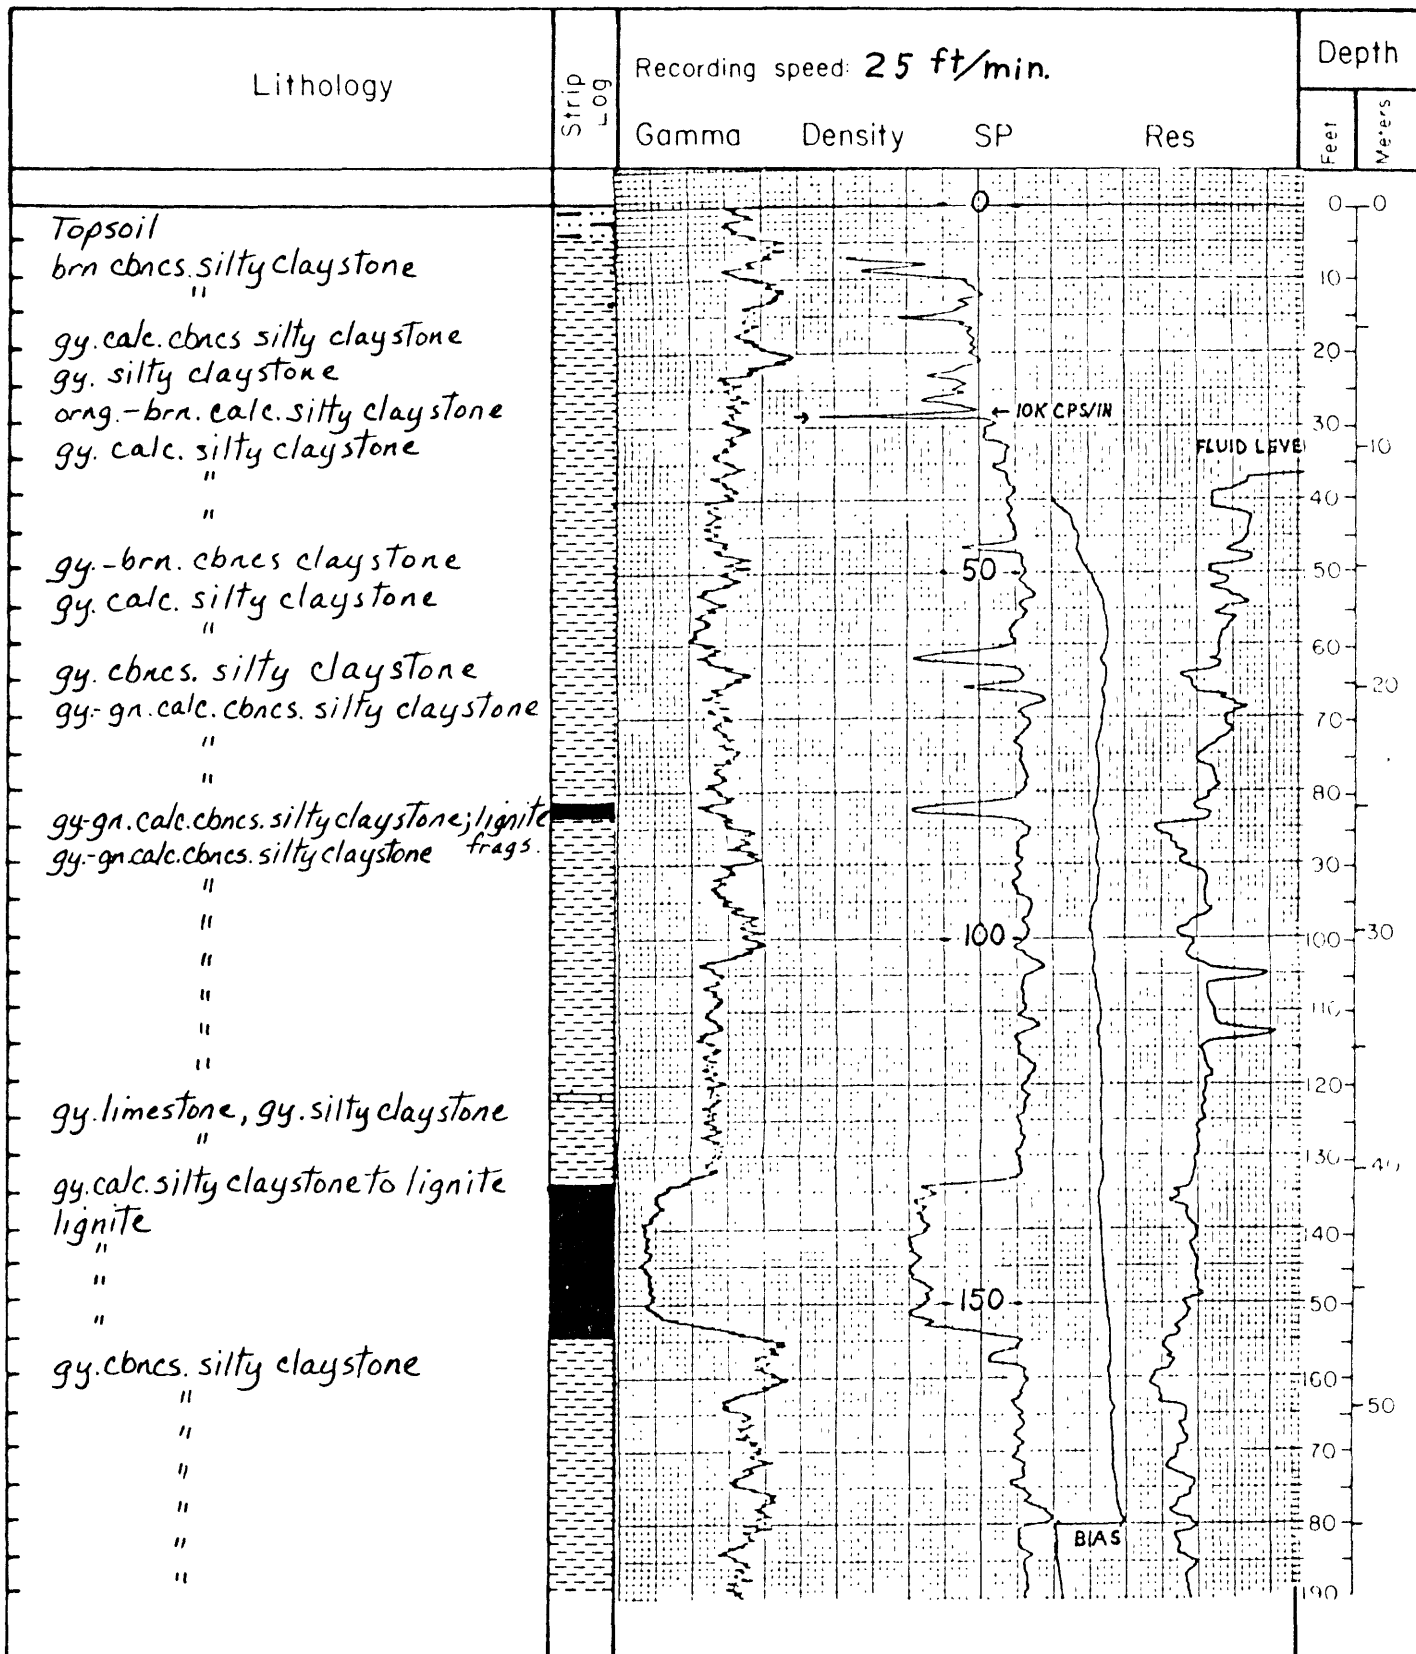 Lithology
Strip Log
Recording speed: 25 ft/min.
Gamma Density SP Res
Depth
Feet
Meters
0
0 0
Topsoil
brn cbncs. silty claystone
"
10
gy. calc. cbncs silty claystone
20
gy. silty claystone
orng.-brn. calc. silty claystone
← 10K CPS/IN
30
gy. calc. silty claystone
FLUID LEVE
10
"
40
"
gy.-brn. cbncs claystone
50
50
gy. calc. silty claystone
"
60
gy. cbncs. silty claystone
20
gy.-gn. calc. cbncs. silty claystone
70
"
"
80
gy-gn. calc. cbncs. silty claystone; lignite frags.
gy.-gn. calc. cbncs. silty claystone
30
"
"
100
100
30
"
"
110
"
"
120
gy. limestone, gy. silty claystone
"
130
40
gy. calc. silty claystone to lignite
lignite
"
140
"
150
50
"
gy. cbncs. silty claystone
160
"
50
"
70
"
"
80
BIAS
"
"
190